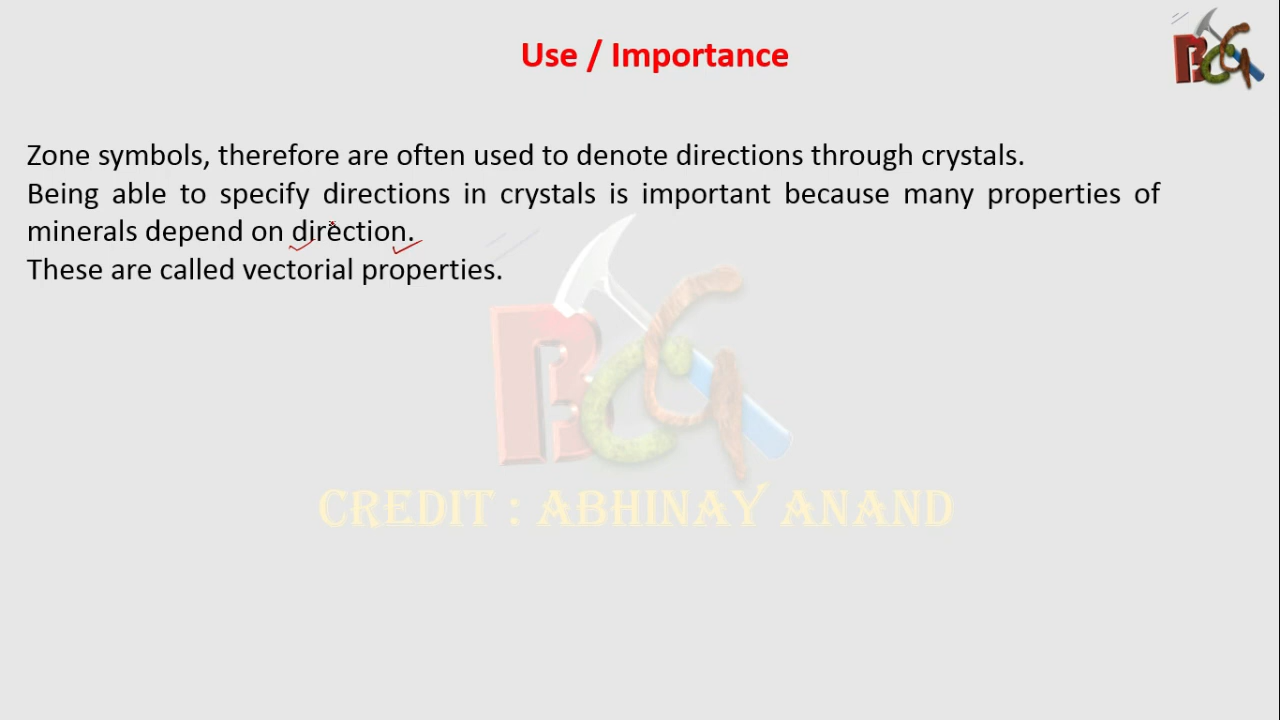 Use / Importance
BCG
Zone symbols, therefore are often used to denote directions through crystals.
Being able to specify directions in crystals is important because many properties of
minerals depend on direction.
These are called vectorial properties.
BCG
CREDIT : ABHINAY ANAND